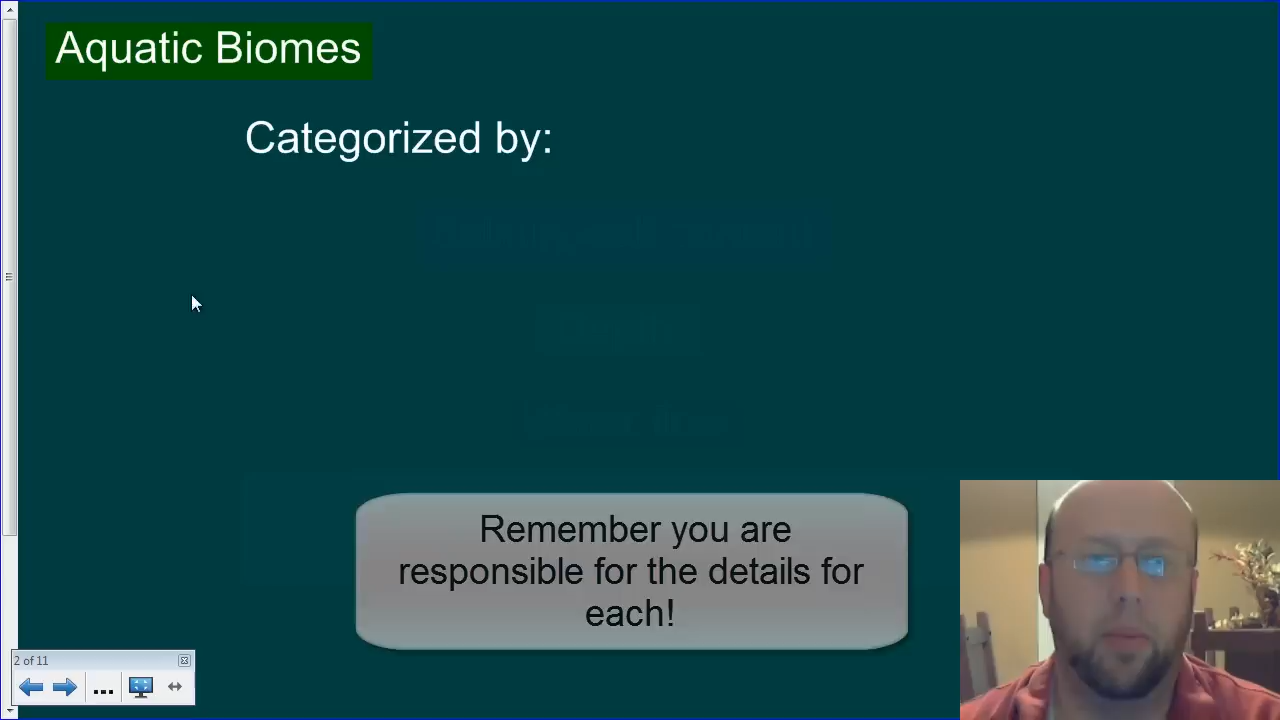 Aquatic Biomes
Categorized by:
Remember you are
responsible for the details for
each!
2 of 11